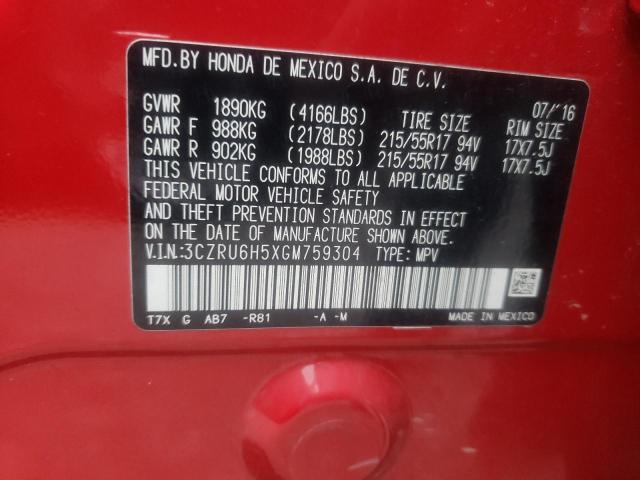 MFD.BY HONDA DE MEXICO S.A. DE C.V.
07/'16
GVWR 1890KG (4166LBS) TIRE SIZE RIM SIZE
GAWR F 988KG (2178LBS) 215/55R17 94V 17X7.5J
GAWR R 902KG (1988LBS) 215/55R17 94V 17X7.5J
THIS VEHICLE CONFORMS TO ALL APPLICABLE
FEDERAL MOTOR VEHICLE SAFETY
AND THEFT PREVENTION STANDARDS IN EFFECT
ON THE DATE OF MANUFACTURE SHOWN ABOVE.
V.I.N:3CZRU6H5XGM759304 TYPE: MPV
T7X G AB7 -R81 -A -M
MADE IN MEXICO